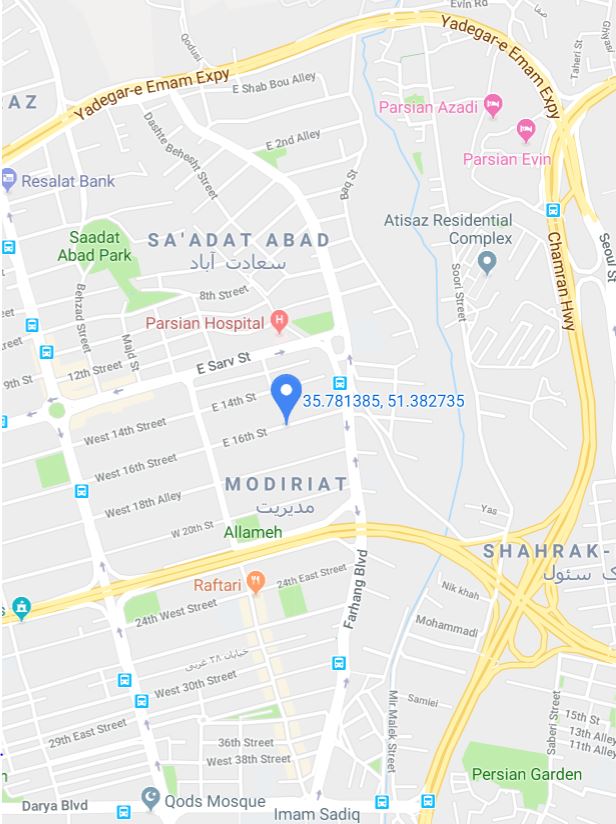 Evin Rd
Qodusi
Yadegar-e Emam Expy
Taheri St
Ghiyasi
AZ
Yadegar-e Emam Expy
E Shab Bou Alley
Parsian Azadi
Dashte Behesht Street
E 2nd Alley
Parsian Evin
Resalat Bank
Baq St
Saadat
Abad Park
SA'ADAT ABAD
سعادت آباد
Atisaz Residential
Complex
Seoul St
Chamran Hwy
Soori Street
Behzad Street
8th Street
Parsian Hospital
Majd St
reet
E Sarv St
12th Street
9th St
E 14th St
35.781385, 51.382735
West 14th Street
E 16th St
West 16th Street
MODIRIAT
مدیریت
West 18th Alley
Yas
W 20th St
Allameh
SHAHRAK-
ک سئول
Raftari
24th East Street
Farhang Blvd
Nik khah
s
24th West Street
Mohammadi
خیابان ۲۸ غربی
West 30th Street
Mir Malek Street
Samiei
Saberi Street
15th St
13th Alley
11th Alley
29th East Street
36th Street
West 38th Street
Persian Garden
n
Qods Mosque
Darya Blvd
Imam Sadiq